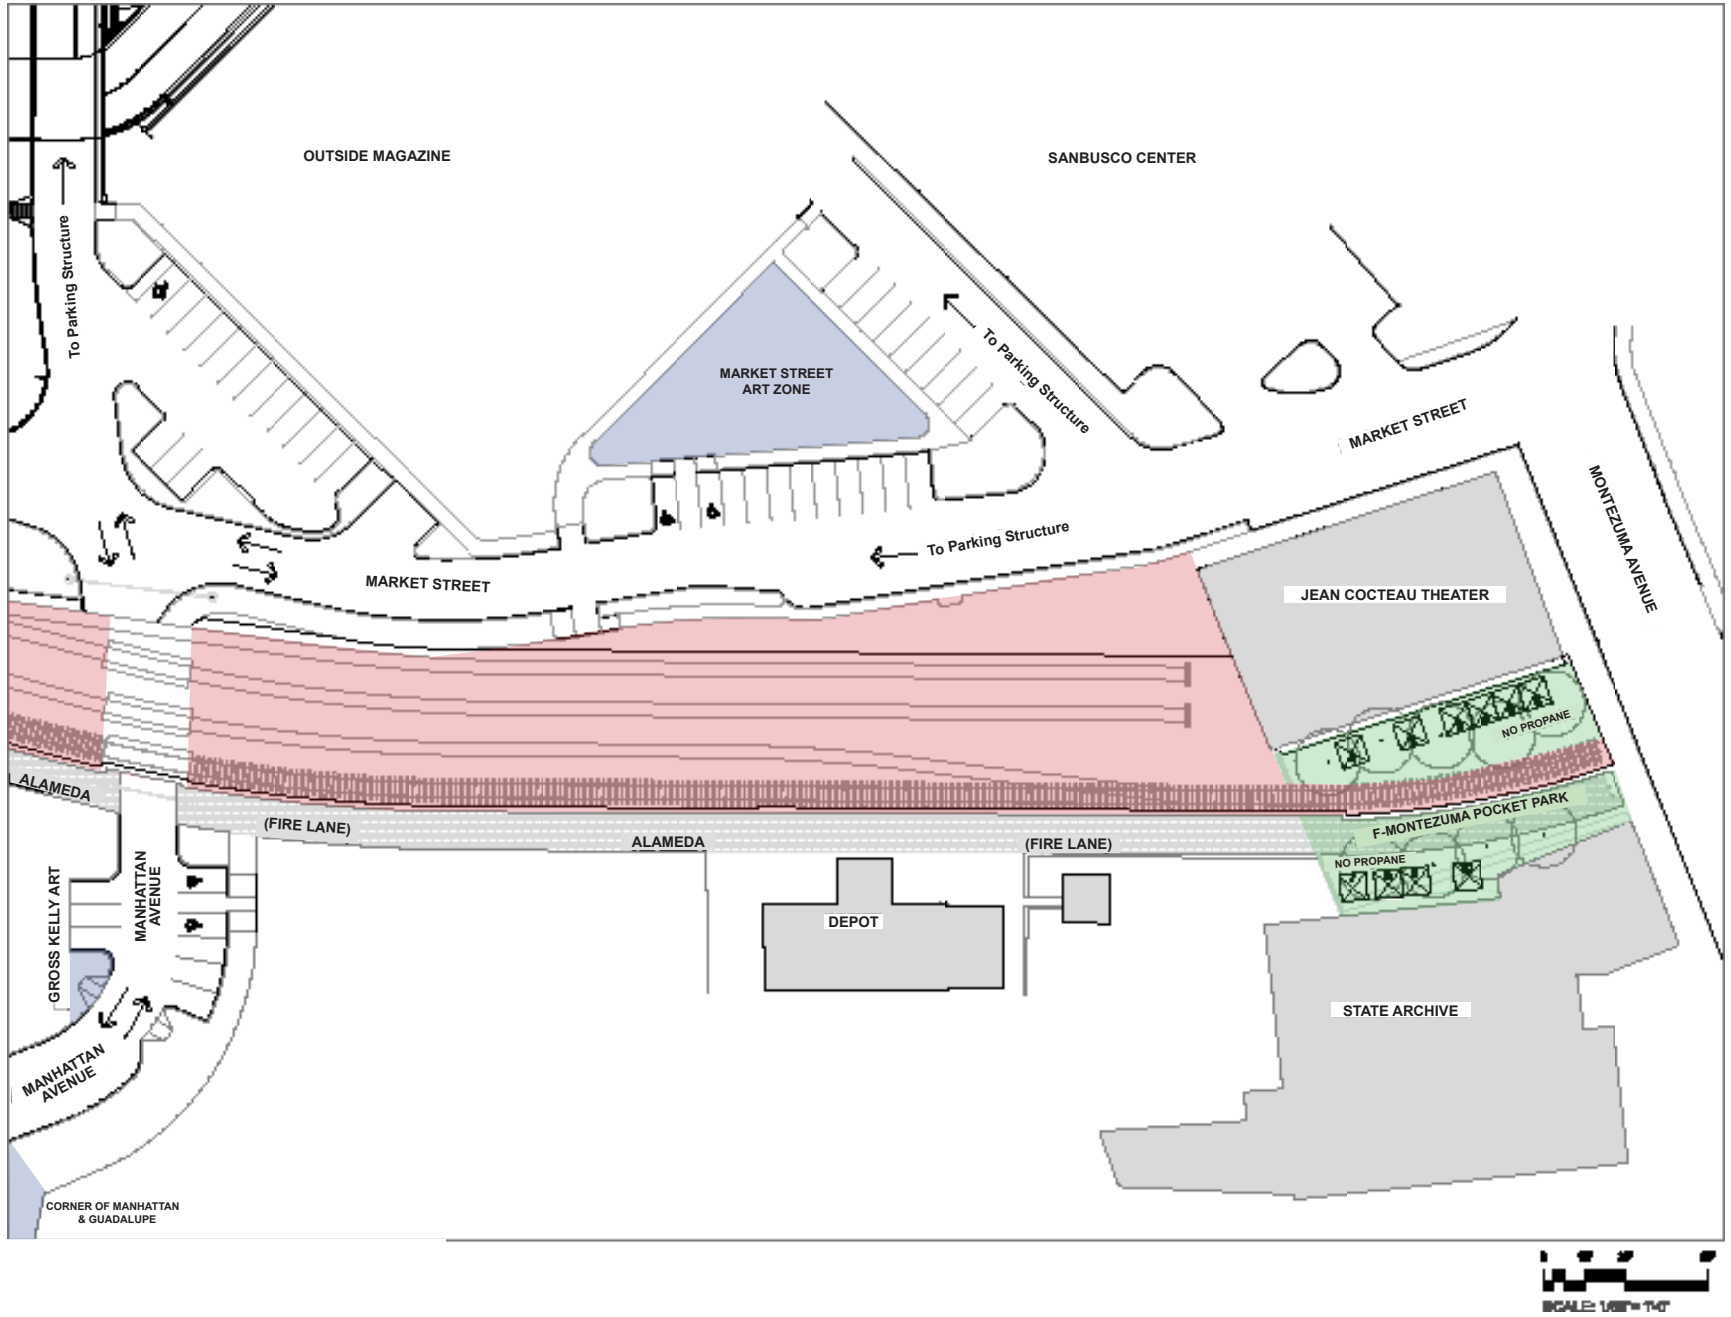 OUTSIDE MAGAZINE
SANBUSCO CENTER
To Parking Structure
To Parking Structure
MARKET STREET
ART ZONE
MARKET STREET
MONTEZUMA AVENUE
To Parking Structure
MARKET STREET
JEAN COCTEAU THEATER
NO PROPANE
ALAMEDA
(FIRE LANE)
ALAMEDA
(FIRE LANE)
F-MONTEZUMA POCKET PARK
NO PROPANE
GROSS KELLY ART
MANHATTAN
AVENUE
DEPOT
STATE ARCHIVE
MANHATTAN
AVENUE
CORNER OF MANHATTAN
& GUADALUPE
SCALE: